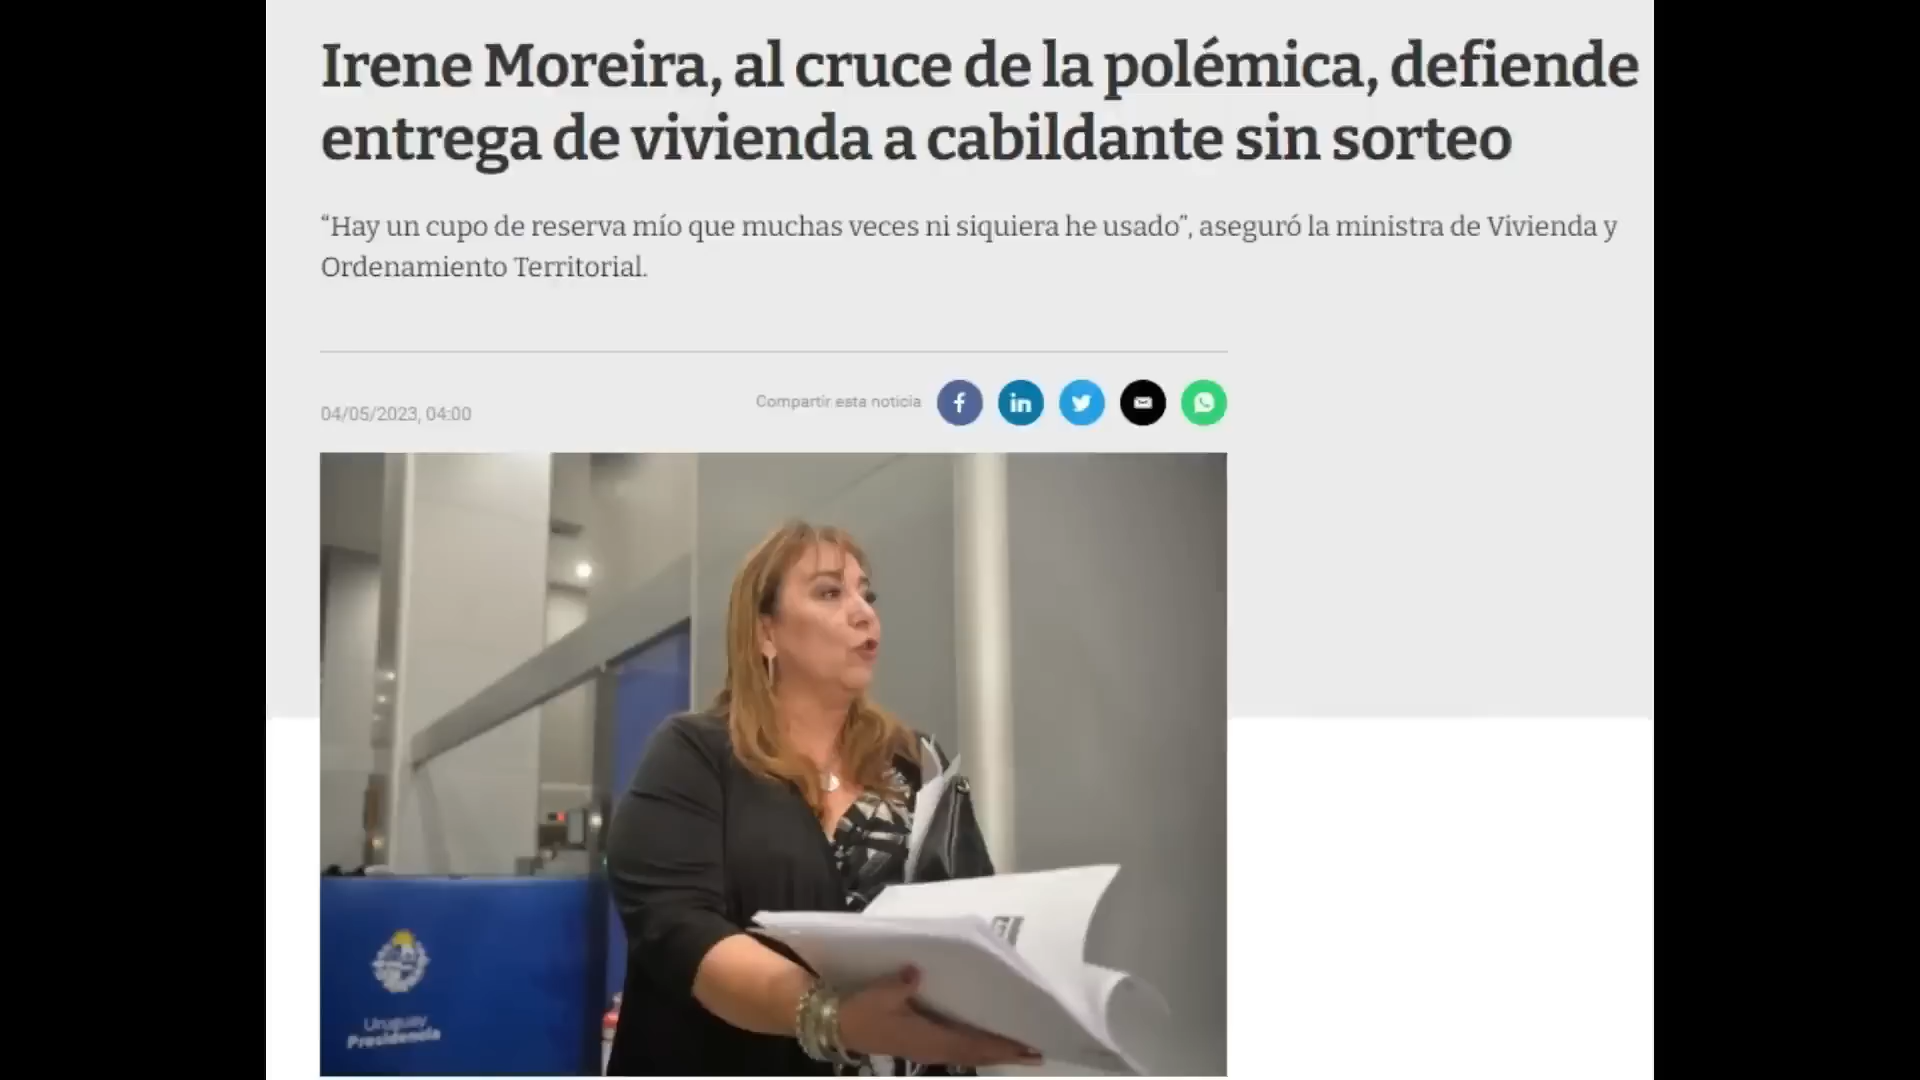 Irene Moreira, al cruce de la polémica, defiende
entrega de vivienda a cabildante sin sorteo
“Hay un cupo de reserva mío que muchas veces ni siquiera he usado”, aseguró la ministra de Vivienda y
Ordenamiento Territorial.
04/05/2023, 04:00
Compartir esta noticia
Uruguay
Presidencia